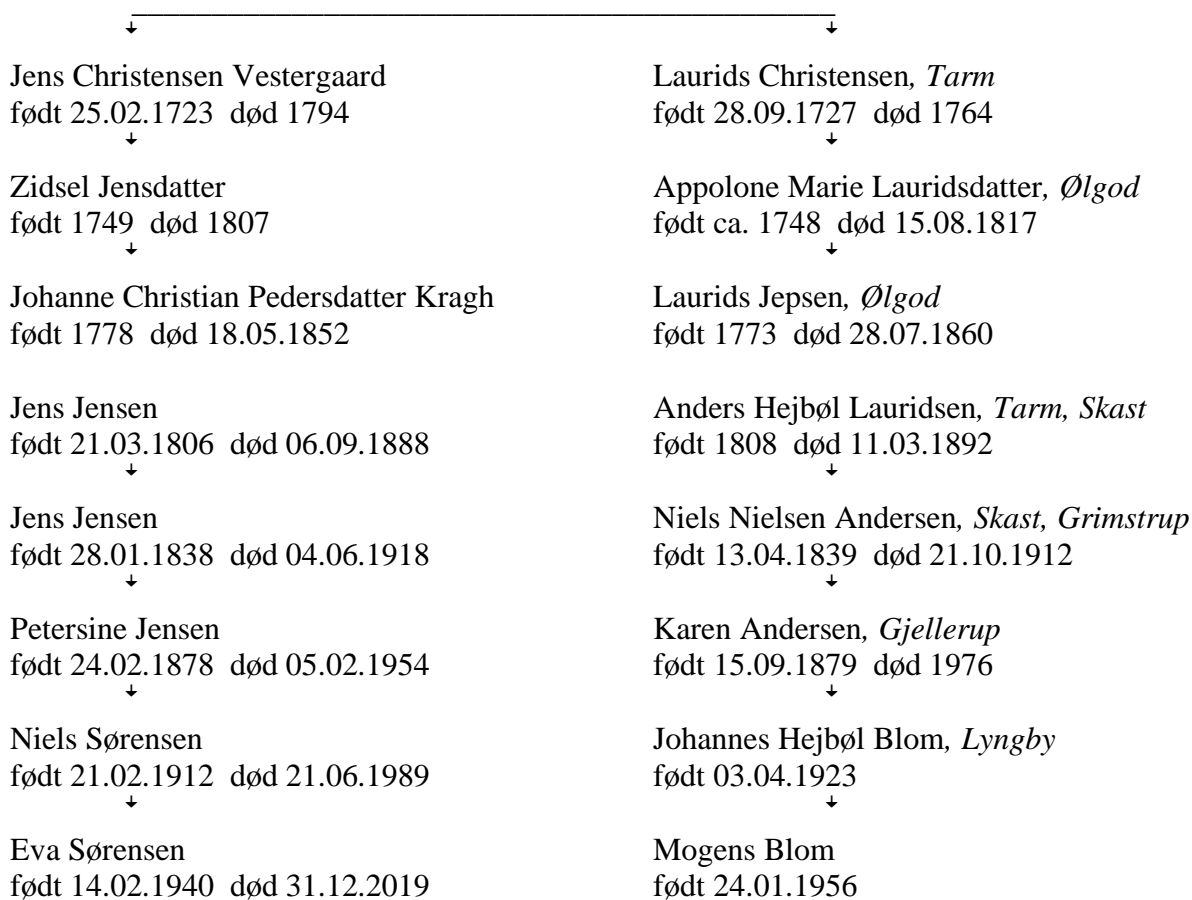 Jens Christensen Vestergaard
født 25.02.1723 død 1794
Zidsel Jensdatter
født 1749 død 1807
Johanne Christian Pedersdatter Kragh
født 1778 død 18.05.1852
Jens Jensen
født 21.03.1806 død 06.09.1888
Jens Jensen
født 28.01.1838 død 04.06.1918
Petersine Jensen
født 24.02.1878 død 05.02.1954
Niels Sørensen
født 21.02.1912 død 21.06.1989
Eva Sørensen
født 14.02.1940 død 31.12.2019
Laurids Christensen, Tarm
født 28.09.1727 død 1764
Appolone Marie Lauridsdatter, Ølgod
født ca. 1748 død 15.08.1817
Laurids Jepsen, Ølgod
født 1773 død 28.07.1860
Anders Hejbøl Lauridsen, Tarm, Skast
født 1808 død 11.03.1892
Niels Nielsen Andersen, Skast, Grimstrup
født 13.04.1839 død 21.10.1912
Karen Andersen, Gjellerup
født 15.09.1879 død 1976
Johannes Hejbøl Blom, Lyngby
født 03.04.1923
Mogens Blom
født 24.01.1956